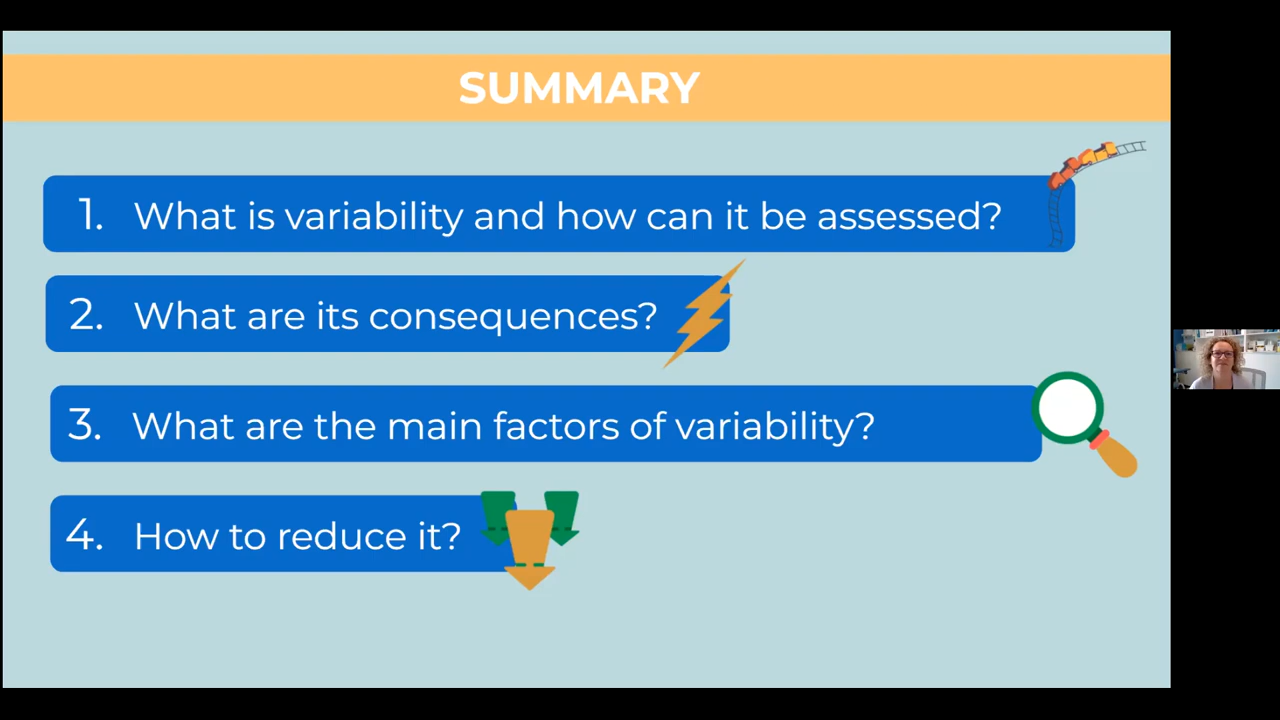 SUMMARY
1. What is variability and how can it be assessed?
2. What are its consequences?
3. What are the main factors of variability?
4. How to reduce it?